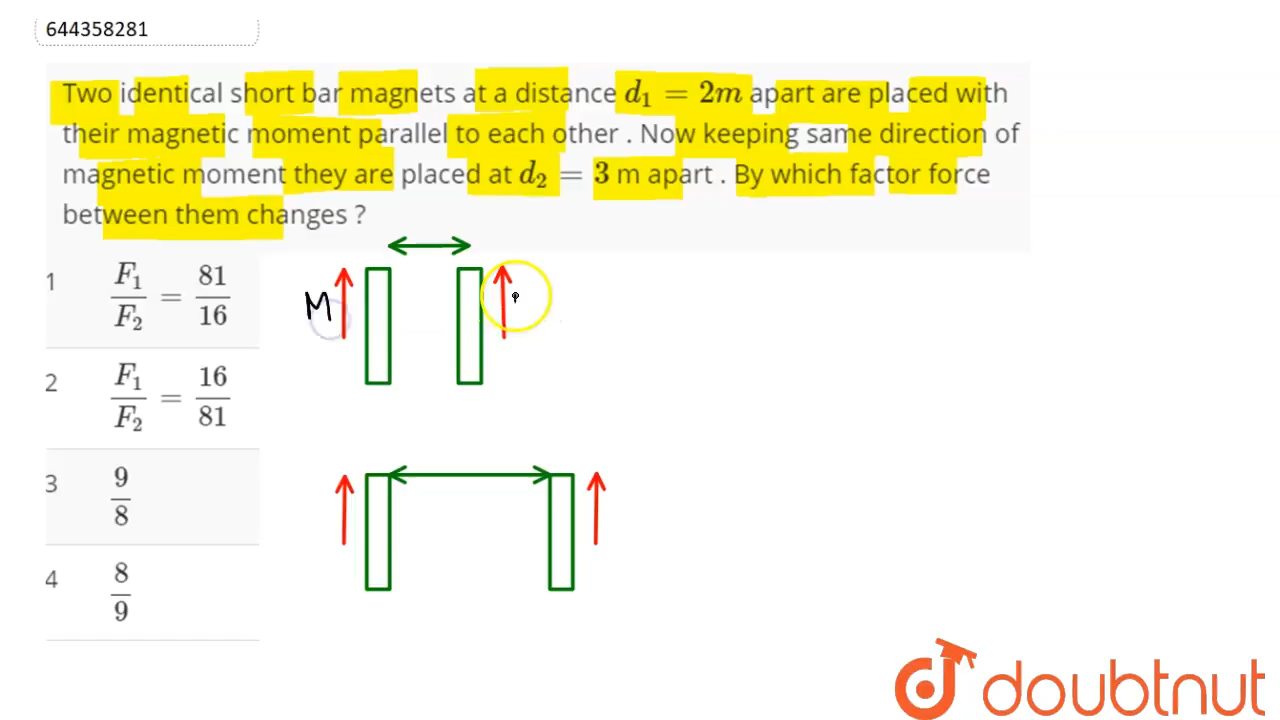 644358281
Two identical short bar magnets at a distance d₁ = 2m apart are placed with
their magnetic moment parallel to each other . Now keeping same direction of
magnetic moment they are placed at d₂ = 3 m apart . By which factor force
between them changes ?
1 F₁/F₂ = 81/16
2 F₁/F₂ = 16/81
3 9/8
4 8/9
M
doubtnut